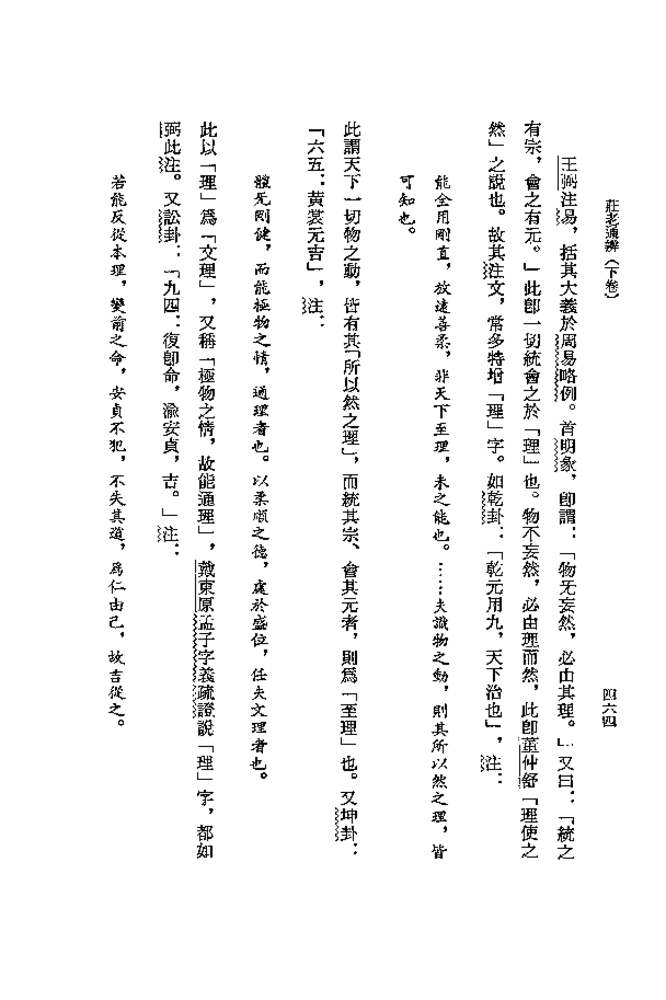 莊老通辨（下卷）
四六四
王弼注易，括其大義於周易略例。首明彖，卽謂：「物无妄然，必由其理。」又曰：「統之
有宗，會之有元。」此卽一切統會之於「理」也。物不妄然，必由理而然，此卽董仲舒「理使之
然」之說也。故其注文，常多特增「理」字。如乾卦：「乾元用九，天下治也」，注：
能全用剛直，放遠善柔，非天下至理，未之能也。……夫識物之動，則其所以然之理，皆
可知也。
此謂天下一切物之動，皆有其「所以然之理」，而統其宗、會其元者，則爲「至理」也。又坤卦：
「六五：黃裳元吉」，注：
體无剛健，而能極物之情，通理者也。以柔順之德，處於盛位，任夫文理者也。
此以「理」爲「文理」，又稱「極物之情，故能通理」，戴東原孟子字義疏證說「理」字，都如
弼此注。又訟卦：「九四：復卽命，渝安貞，吉。」注：
若能反從本理，變前之命，安貞不犯，不失其道，爲仁由己，故吉從之。